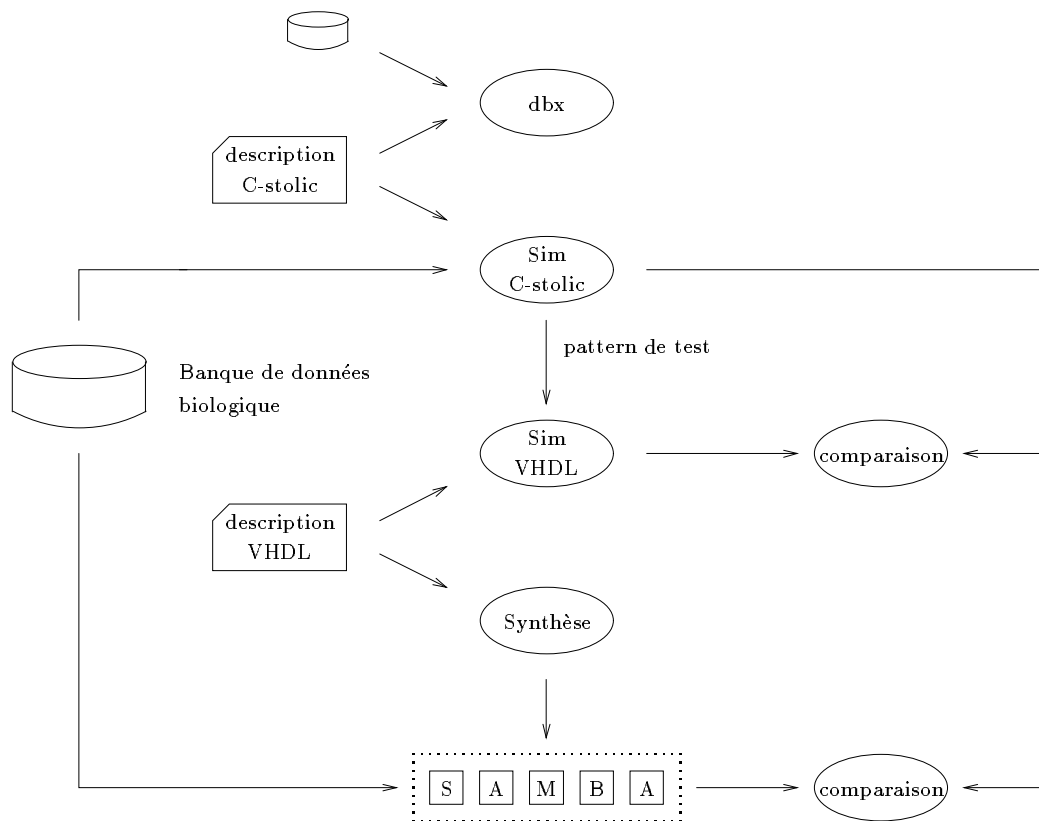 dbx
description
C-stolic
Sim
C-stolic
pattern de test
Banque de données
biologique
Sim
VHDL
comparaison
description
VHDL
Synthèse
S A M B A
comparaison